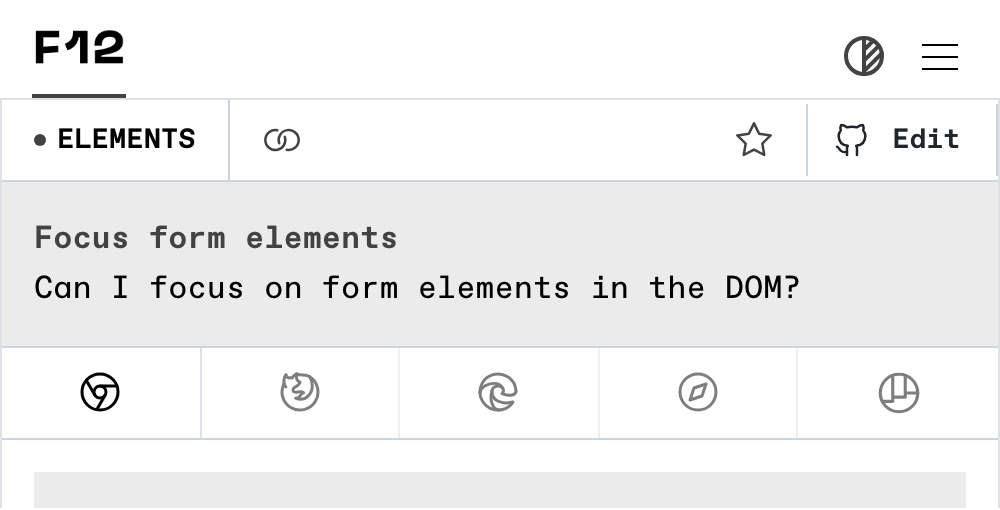 F12
ELEMENTS
Edit
Focus form elements
Can I focus on form elements in the DOM?